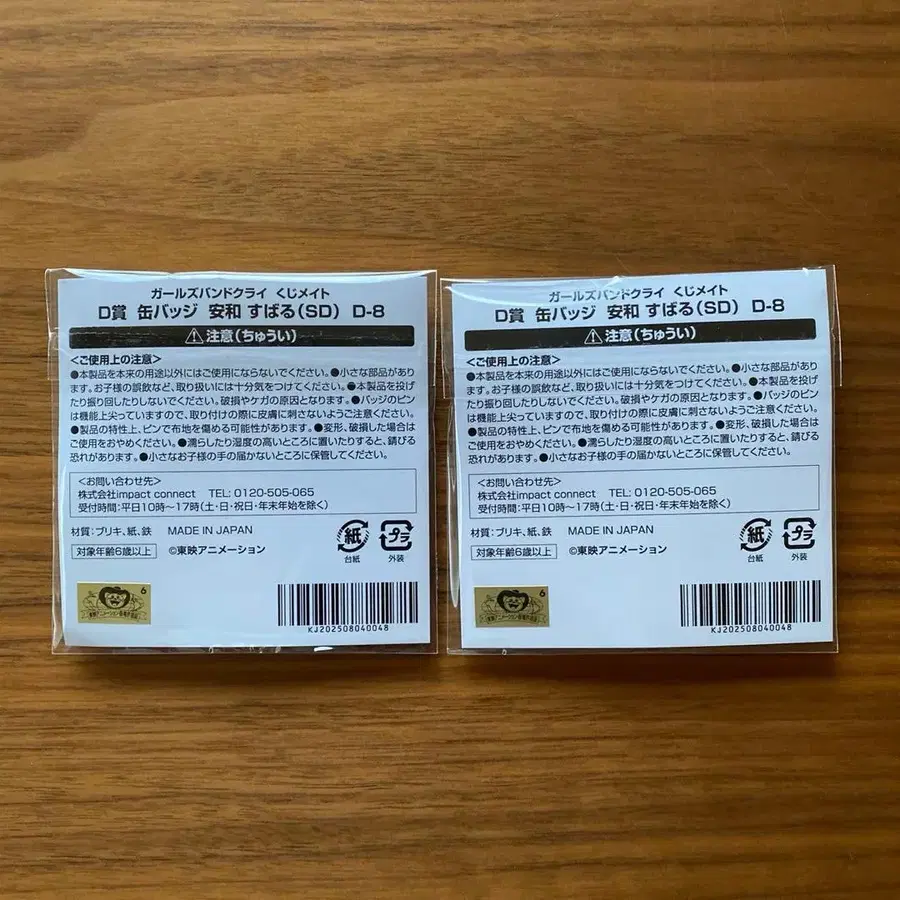 ガールズバンドクライ くじメイト
D賞 缶バッジ 安和 すばる(SD) D-8
注意(ちゅうい)
<ご使用上の注意>
●本製品を本来の用途以外にはご使用にならないでください。●小さな部品があり
ます。お子様の誤飲など、取り扱いには十分気をつけてください。●本製品を投げ
たり振り回したりしないでください。破損やケガの原因となります。●バッジのピン
は機能上尖っていますので、取り付けの際に皮膚に刺さないようご注意ください。
●製品の特性上、ピンで布地を傷める可能性があります。●変形、破損した場合は
ご使用をおやめください。●濡らしたり湿度の高いところに置いたりすると、錆びる
恐れがあります。●小さなお子様の手の届かないところに保管してください。
<お問い合わせ先>
株式会社impact connect TEL: 0120-505-065
受付時間:平日10時〜17時(土・日・祝日・年末年始を除く)
材質:ブリキ、紙、鉄 MADE IN JAPAN
対象年齢6歳以上 ©東映アニメーション
紙
台紙
プラ
外装
6
KJ202508040048
ガールズバンドクライ くじメイト
D賞 缶バッジ 安和 すばる(SD) D-8
注意(ちゅうい)
<ご使用上の注意>
●本製品を本来の用途以外にはご使用にならないでください。●小さな部品があり
ます。お子様の誤飲など、取り扱いには十分気をつけてください。●本製品を投げ
たり振り回したりしないでください。破損やケガの原因となります。●バッジのピン
は機能上尖っていますので、取り付けの際に皮膚に刺さないようご注意ください。
●製品の特性上、ピンで布地を傷める可能性があります。●変形、破損した場合は
ご使用をおやめください。●濡らしたり湿度の高いところに置いたりすると、錆びる
恐れがあります。●小さなお子様の手の届かないところに保管してください。
<お問い合わせ先>
株式会社impact connect TEL: 0120-505-065
受付時間:平日10時〜17時(土・日・祝日・年末年始を除く)
材質:ブリキ、紙、鉄 MADE IN JAPAN
対象年齢6歳以上 ©東映アニメーション
紙
台紙
プラ
外装
6
KJ202508040048